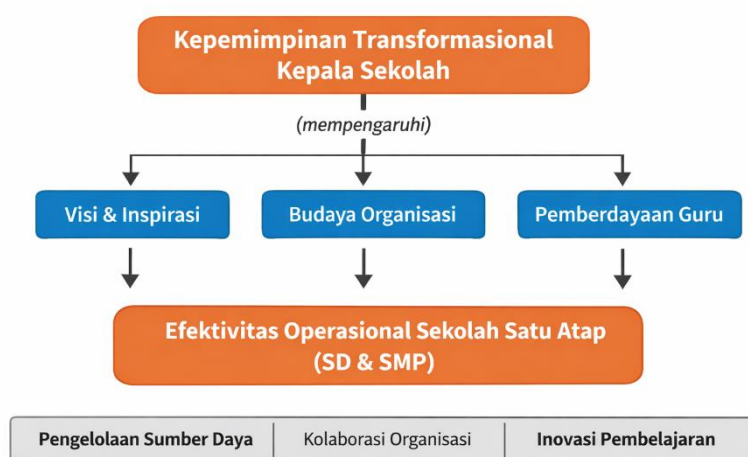 Kepemimpinan Transformasional
Kepala Sekolah
(mempengaruhi)
Visi & Inspirasi
Budaya Organisasi
Pemberdayaan Guru
Efektivitas Operasional Sekolah Satu Atap
(SD & SMP)
Pengelolaan Sumber Daya
Kolaborasi Organisasi
Inovasi Pembelajaran